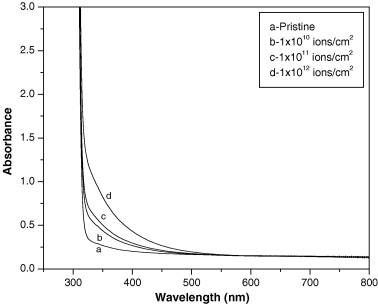 3.0
2.5
2.0
1.5
1.0
0.5
0.0
Absorbance
a-Pristine
b-1x10¹⁰ ions/cm²
c-1x10¹¹ ions/cm²
d-1x10¹² ions/cm²
d
c
b
a
300 400 500 600 700 800
Wavelength (nm)